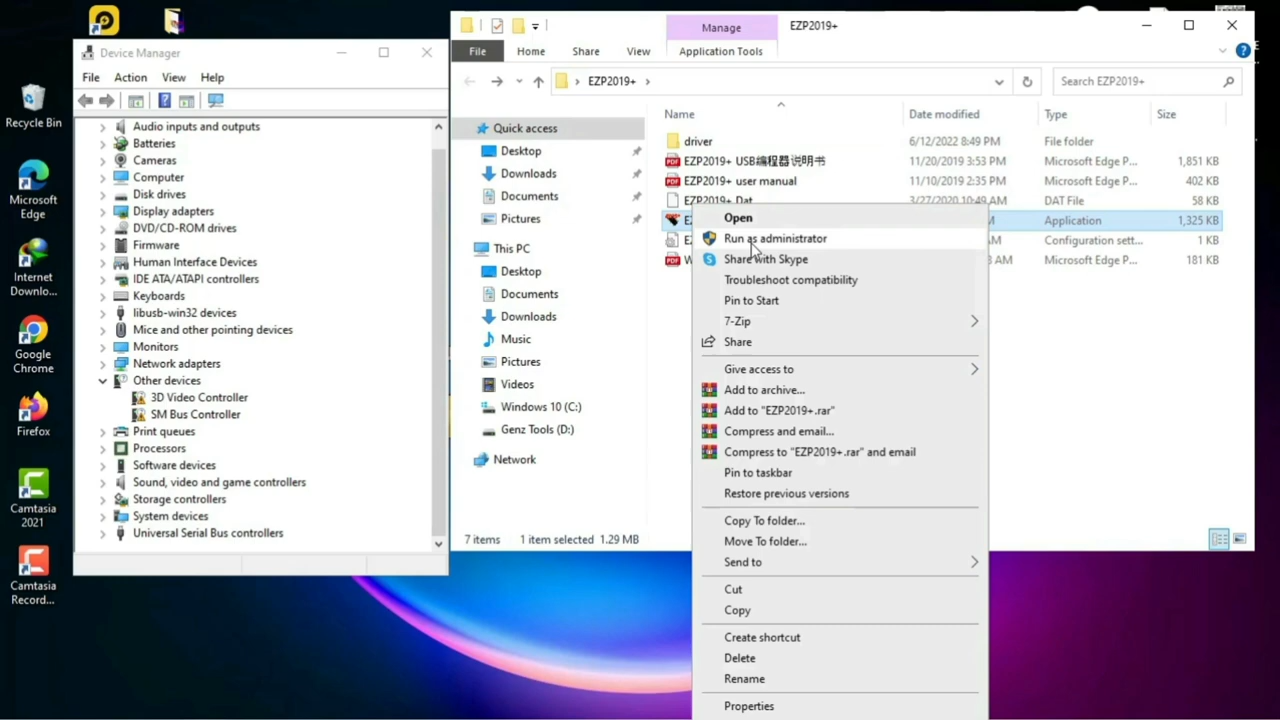 Recycle Bin
Microsoft
Edge
Internet
Downlo...
Google
Chrome
Firefox
Camtasia
2021
Camtasia
Record...
Device Manager
File Action View Help
Audio inputs and outputs
Batteries
Cameras
Computer
Disk drives
Display adapters
DVD/CD-ROM drives
Firmware
Human Interface Devices
IDE ATA/ATAPI controllers
Keyboards
libusb-win32 devices
Mice and other pointing devices
Monitors
Network adapters
Other devices
3D Video Controller
SM Bus Controller
Print queues
Processors
Software devices
Sound, video and game controllers
Storage controllers
System devices
Universal Serial Bus controllers
Manage EZP2019+
File Home Share View Application Tools
EZP2019+ Search EZP2019+
Quick access
Desktop
Downloads
Documents
Pictures
This PC
Desktop
Documents
Downloads
Music
Pictures
Videos
Windows 10 (C:)
Genz Tools (D:)
Network
Name Date modified Type Size
driver 6/12/2022 8:49 PM File folder
EZP2019+ USB编程器说明书 11/20/2019 3:53 PM Microsoft Edge P... 1,851 KB
EZP2019+ user manual 11/10/2019 2:35 PM Microsoft Edge P... 402 KB
EZP2019+.Dat 3/27/2020 10:49 AM DAT File 58 KB
Application 1,325 KB
Configuration sett...
Microsoft Edge P... 181 KB
Open
Run as administrator
Share with Skype
Troubleshoot compatibility
Pin to Start
7-Zip
Share
Give access to
Add to archive...
Add to "EZP2019+.rar"
Compress and email...
Compress to "EZP2019+.rar" and email
Pin to taskbar
Restore previous versions
Copy To folder...
Move To folder...
Send to
Cut
Copy
Create shortcut
Delete
Rename
Properties
7 items 1 item selected 1.29 MB